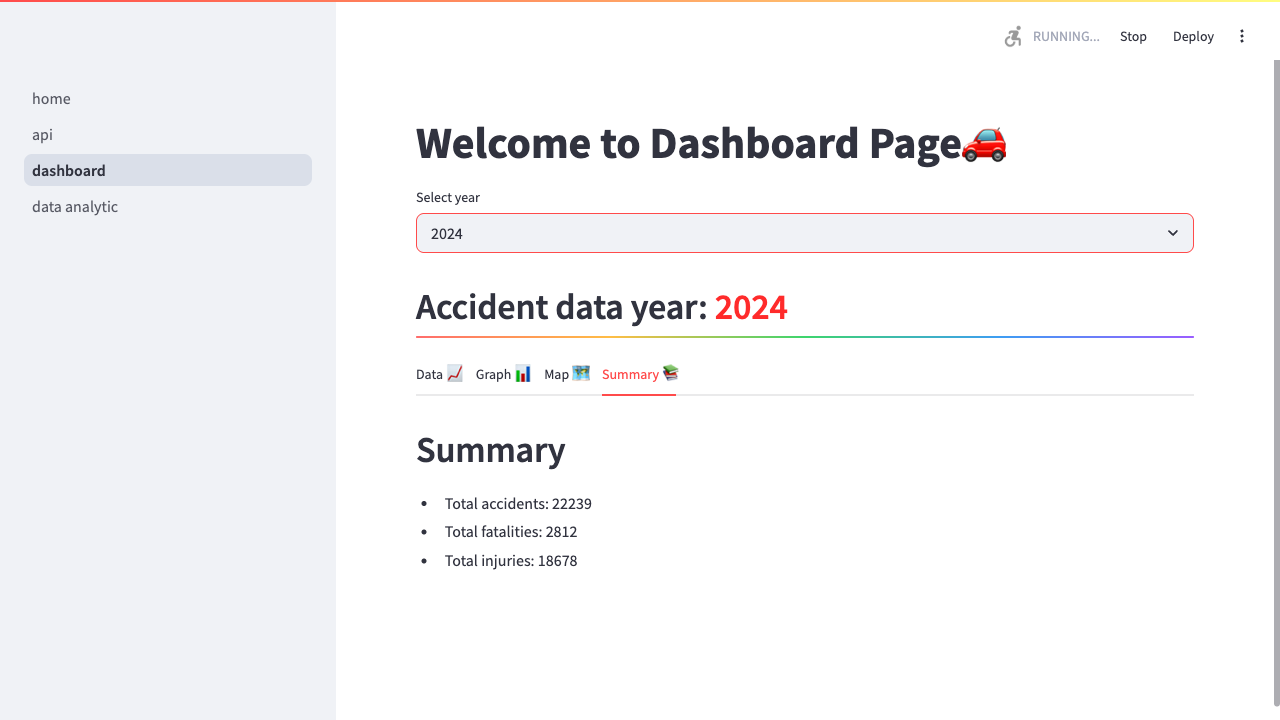 RUNNING...
Stop
Deploy
home
api
dashboard
data analytic
Welcome to Dashboard Page🚗
Select year
2024
Accident data year: 2024
Data 📈
Graph 📊
Map 🗺️
Summary 📚
Summary
• Total accidents: 22239
• Total fatalities: 2812
• Total injuries: 18678